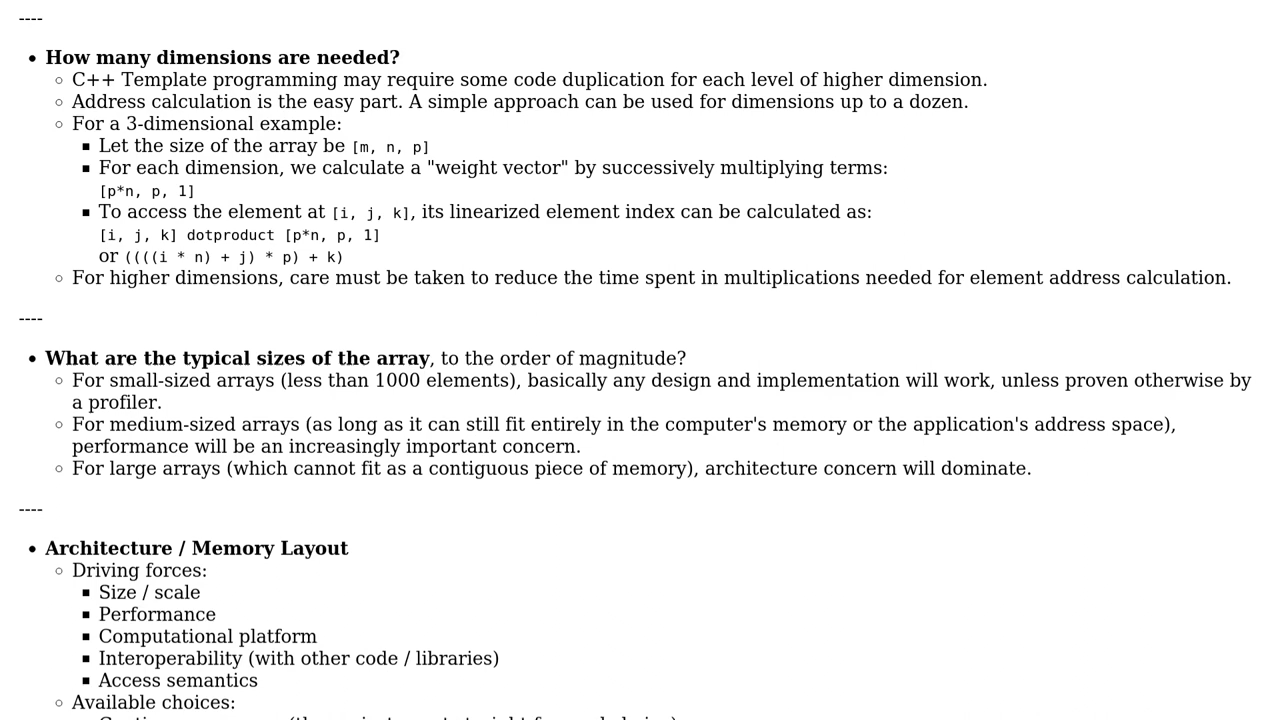 ----
How many dimensions are needed?
C++ Template programming may require some code duplication for each level of higher dimension.
Address calculation is the easy part. A simple approach can be used for dimensions up to a dozen.
For a 3-dimensional example:
Let the size of the array be [m, n, p]
For each dimension, we calculate a "weight vector" by successively multiplying terms:
[p*n, p, 1]
To access the element at [i, j, k], its linearized element index can be calculated as:
[i, j, k] dotproduct [p*n, p, 1]
or ((((i * n) + j) * p) + k)
For higher dimensions, care must be taken to reduce the time spent in multiplications needed for element address calculation.
----
What are the typical sizes of the array, to the order of magnitude?
For small-sized arrays (less than 1000 elements), basically any design and implementation will work, unless proven otherwise by
a profiler.
For medium-sized arrays (as long as it can still fit entirely in the computer's memory or the application's address space),
performance will be an increasingly important concern.
For large arrays (which cannot fit as a contiguous piece of memory), architecture concern will dominate.
----
Architecture / Memory Layout
Driving forces:
Size / scale
Performance
Computational platform
Interoperability (with other code / libraries)
Access semantics
Available choices: